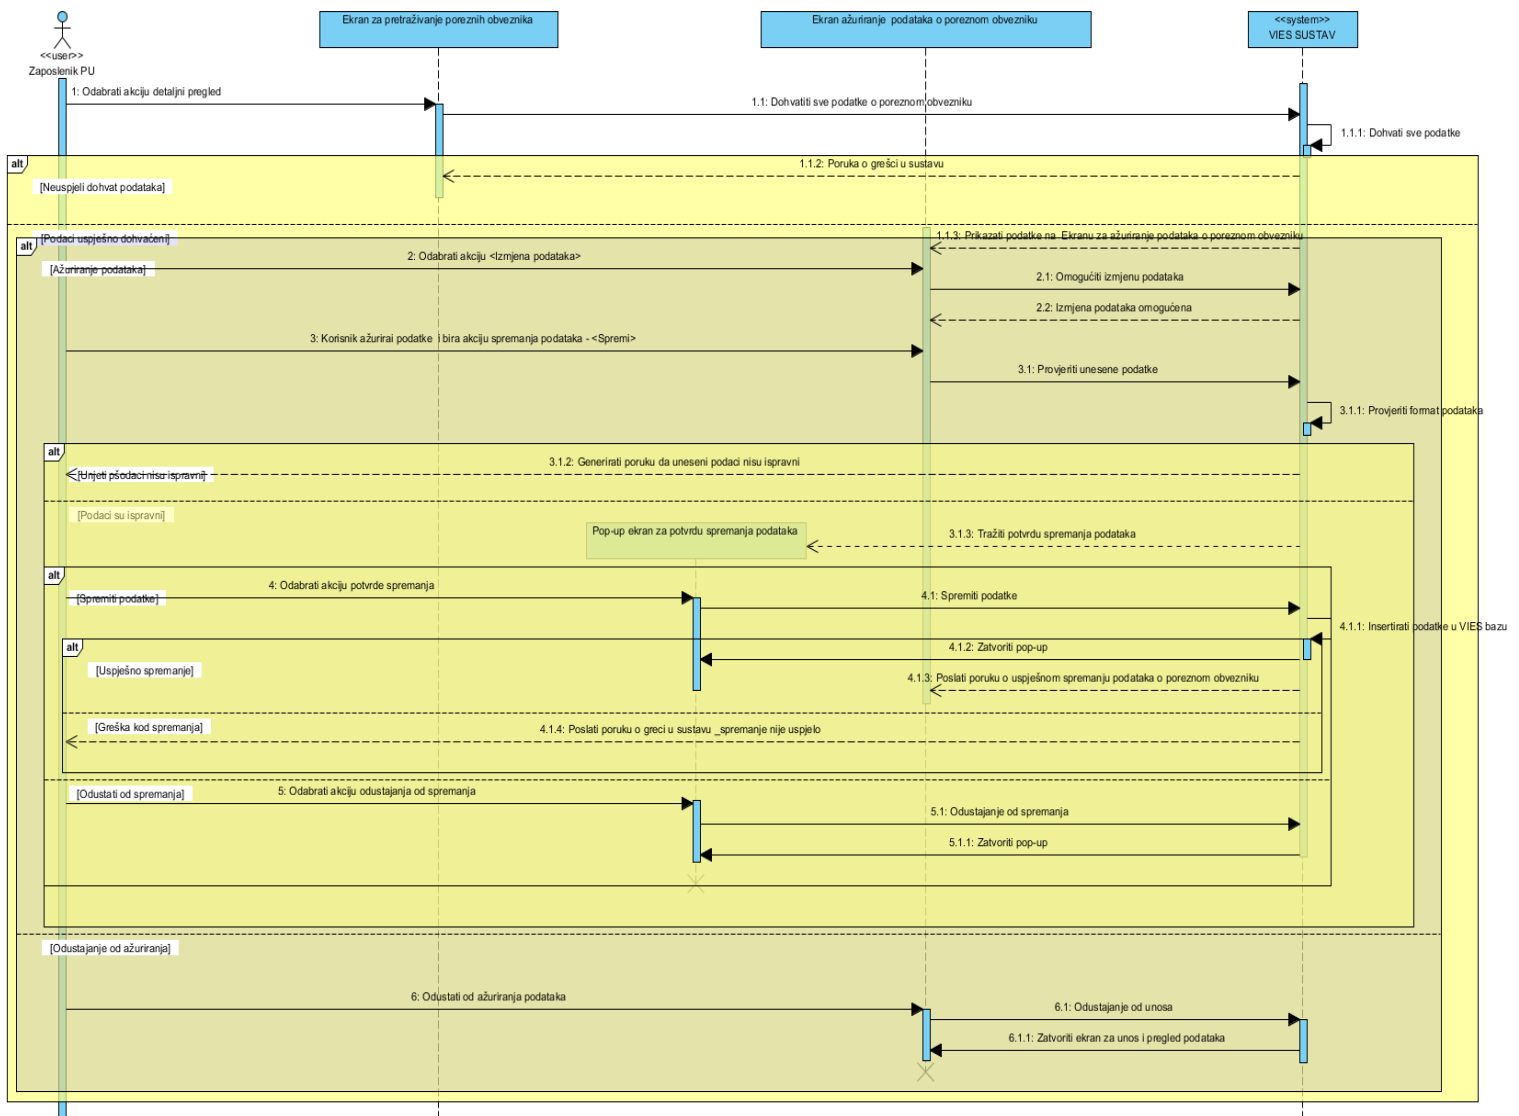 Ekran za pretraživanje poreznih obveznika
Ekran ažuriranje podataka o poreznom obvezniku
<<system>>
VIES SUSTAV
<<user>>
Zaposlenik PU
1: Odabrati akciju detaljni pregled
1.1: Dohvatiti sve podatke o poreznom obvezniku
1.1.1: Dohvati sve podatke
alt
1.1.2: Poruka o grešci u sustavu
[Neuspjeli dohvat podataka]
[Podaci uspješno dohvaćeni]
1.1.3: Prikazati podatke na Ekranu za ažuriranje podataka o poreznom obvezniku
alt
2: Odabrati akciju <Izmjena podataka>
[Ažuriranje podataka]
2.1: Omogućiti izmjenu podataka
2.2: Izmjena podataka omogućena
3: Korisnik ažurirai podatke i bira akciju spremanja podataka - <Spremi>
3.1: Provjeriti unesene podatke
3.1.1: Provjeriti format podataka
alt
3.1.2: Generirati poruku da uneseni podaci nisu ispravni
[Unjeti pšodaci nisu ispravni]
[Podaci su ispravni]
Pop-up ekran za potvrdu spremanja podataka
3.1.3: Tražiti potvrdu spremanja podataka
alt
4: Odabrati akciju potvrde spremanja
[Spremiti podatke]
4.1: Spremiti podatke
4.1.1: Insertirati podatke u VIES bazu
alt
4.1.2: Zatvoriti pop-up
[Uspješno spremanje]
4.1.3: Poslati poruku o uspješnom spremanju podataka o poreznom obvezniku
[Greška kod spremanja]
4.1.4: Poslati poruku o greci u sustavu _spremanje nije uspjelo
[Odustati od spremanja]
5: Odabrati akciju odustajanja od spremanja
5.1: Odustajanje od spremanja
5.1.1: Zatvoriti pop-up
[Odustajanje od ažuriranja]
6: Odustati od ažuriranja podataka
6.1: Odustajanje od unosa
6.1.1: Zatvoriti ekran za unos i pregled podataka